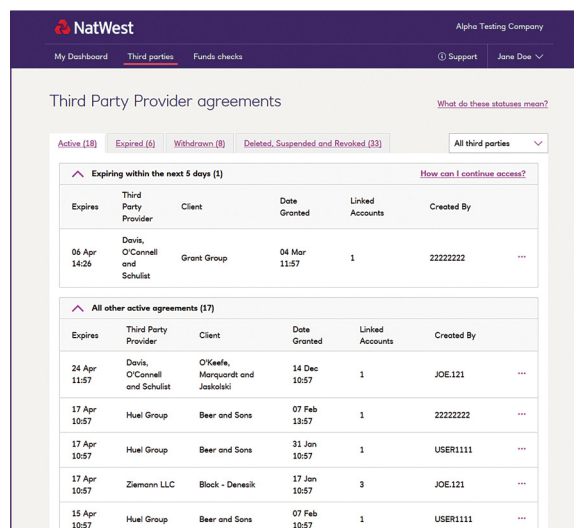 NatWest
Alpha Testing Company
My Dashboard Third parties Funds checks Support Jane Doe
Third Party Provider agreements
What do these statuses mean?
Active (18) Expired (6) Withdrawn (8) Deleted, Suspended and Revoked (33)
All third parties
Expiring within the next 5 days (1)
How can I continue access?
Expires Third Party Provider Client Date Granted Linked Accounts Created By
06 Apr 14:26 Davis, O'Connell and Schulist Grant Group 04 Mar 11:57 1 22222222 ...
All other active agreements (17)
Expires Third Party Provider Client Date Granted Linked Accounts Created By
24 Apr 11:57 Davis, O'Connell and Schulist O'Keefe, Marquardt and Jaskolski 14 Dec 10:57 1 JOE.121 ...
17 Apr 10:57 Huel Group Beer and Sons 07 Feb 13:57 1 22222222 ...
17 Apr 10:57 Huel Group Beer and Sons 31 Jan 10:57 1 USER1111 ...
17 Apr 10:57 Ziemann LLC Block - Denesik 17 Jan 10:57 3 JOE.121 ...
15 Apr 10:57 Huel Group Beer and Sons 07 Feb 10:57 1 USER1111 ...